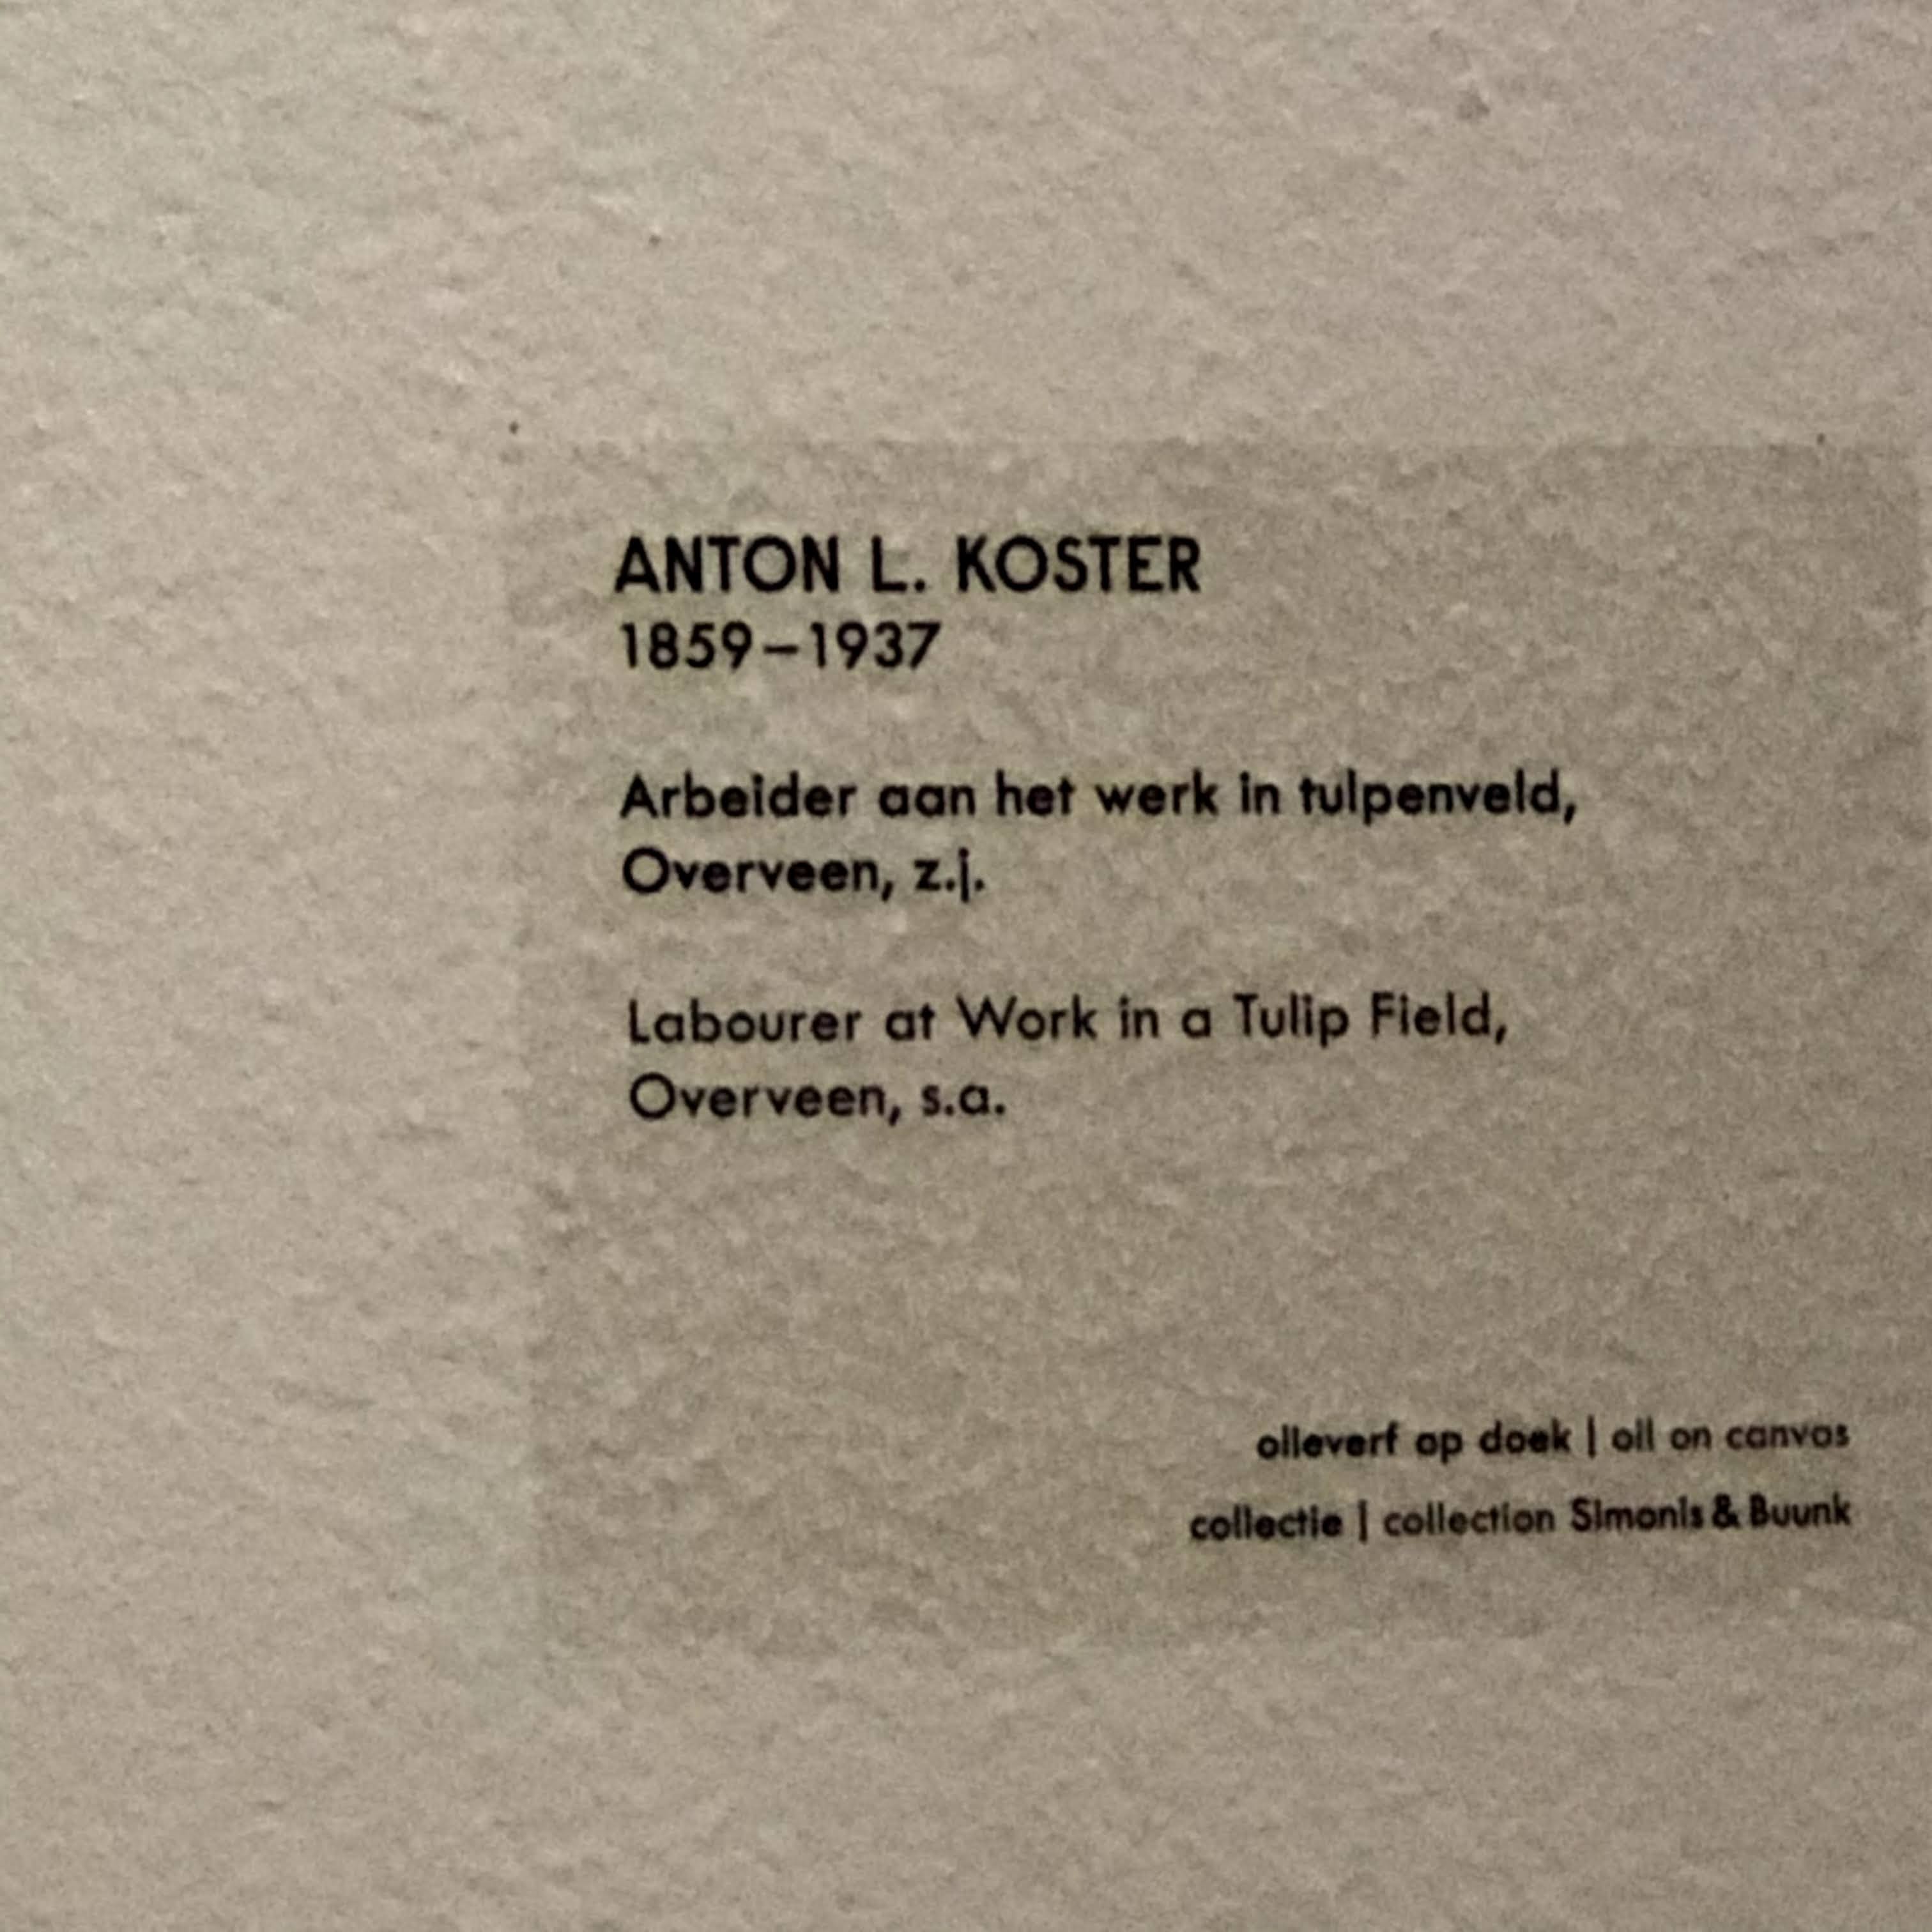 ANTON L. KOSTER
1859–1937
Arbeider aan het werk in tulpenveld,
Overveen, z.j.
Labourer at Work in a Tulip Field,
Overveen, s.a.
olieverf op doek | oil on canvas
collectie | collection Simonis & Buunk